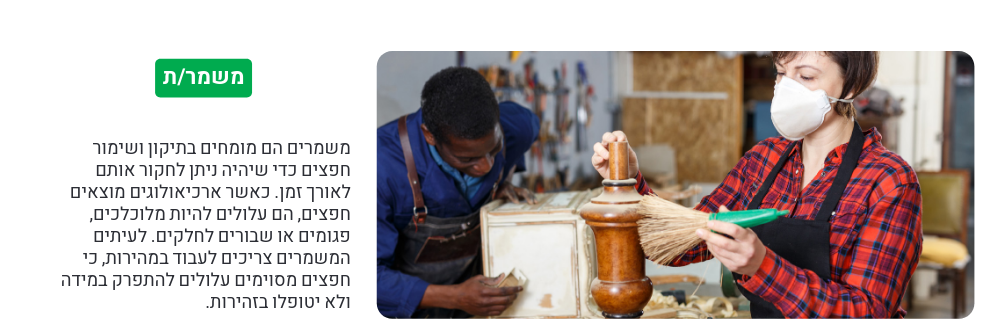 משמר/ת
משמרים הם מומחים בתיקון ושימור
חפצים כדי שיהיה ניתן לחקור אותם
לאורך זמן. כאשר ארכיאולוגים מוצאים
חפצים, הם עלולים להיות מלוכלכים,
פגומים או שבורים לחלקים. לעיתים
המשמרים צריכים לעבוד במהירות, כי
חפצים מסוימים עלולים להתפרק במידה
ולא יטופלו בזהירות.